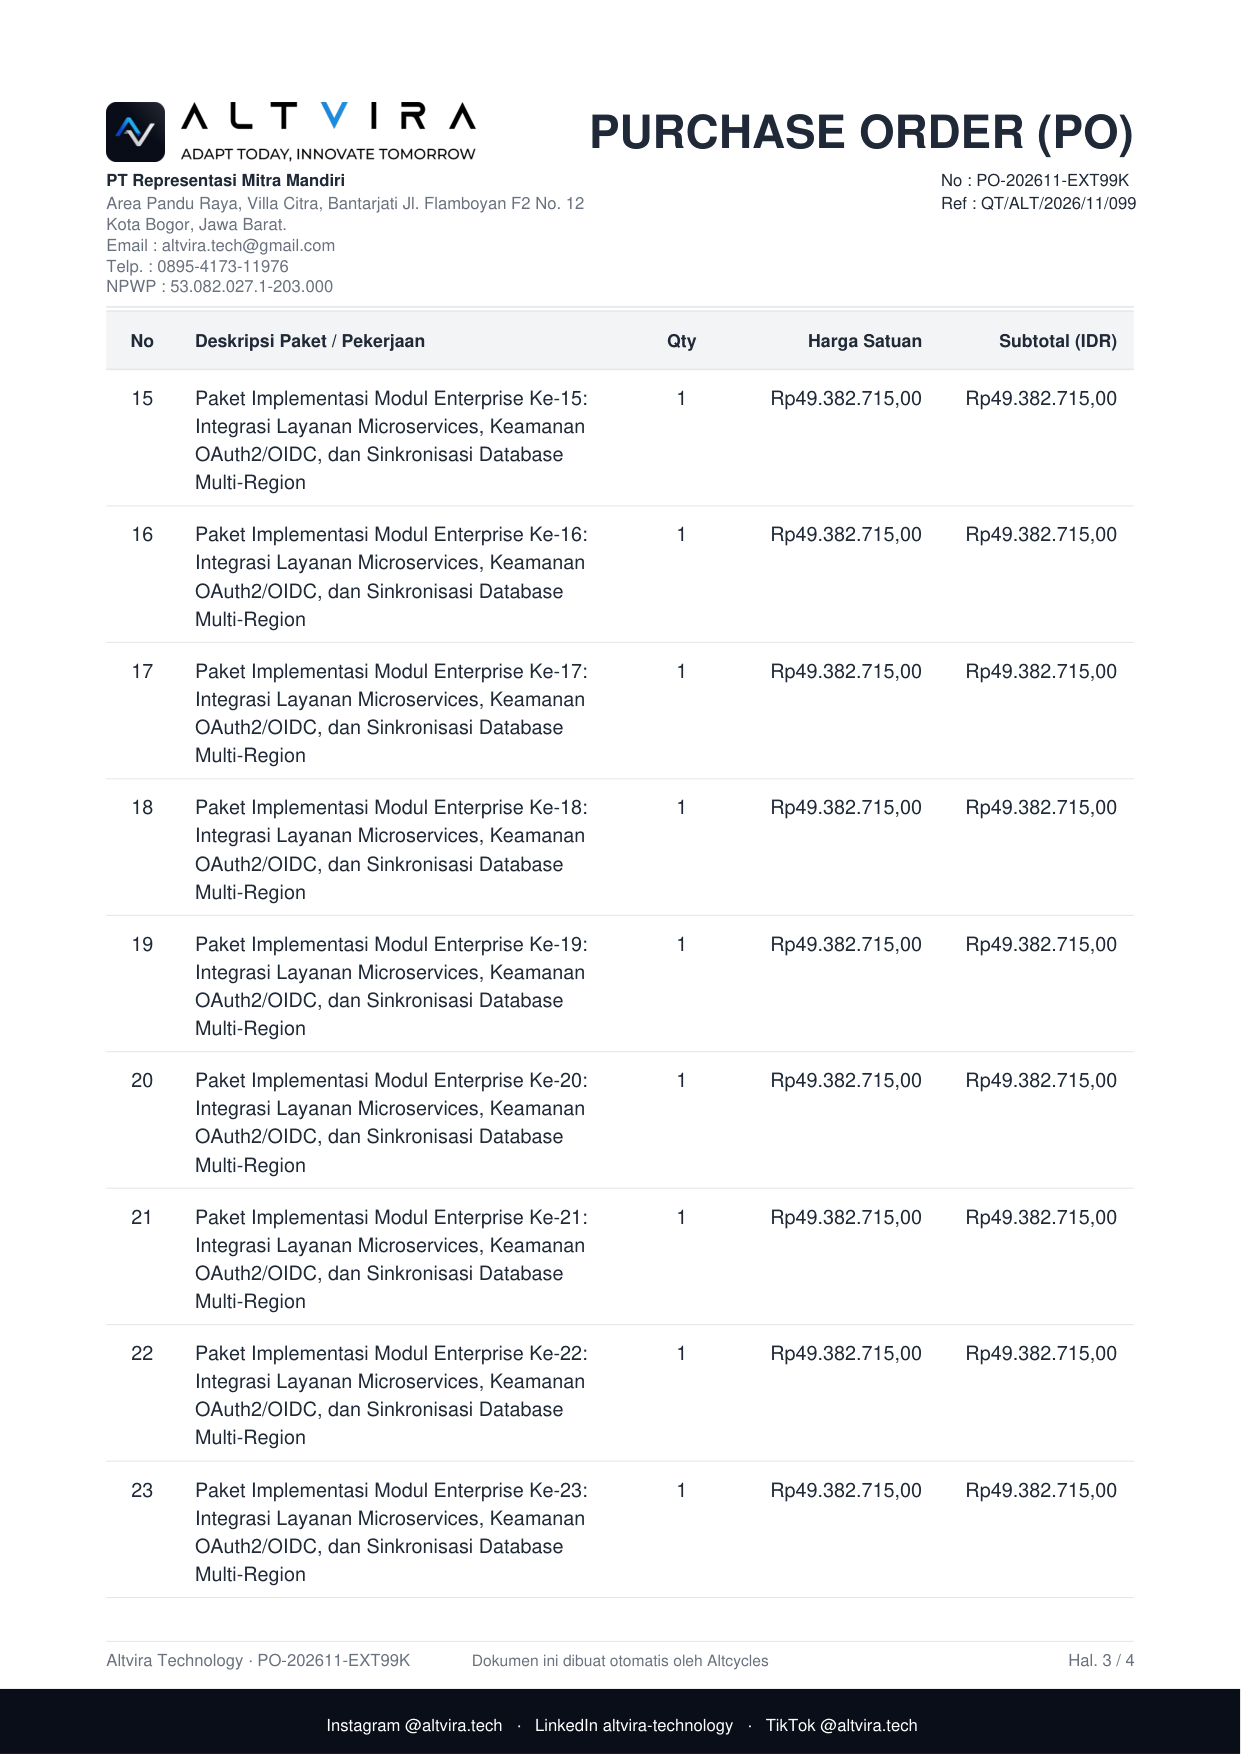 ALTVIRA
ADAPT TODAY, INNOVATE TOMORROW
PURCHASE ORDER (PO)
PT Representasi Mitra Mandiri
Area Pandu Raya, Villa Citra, Bantarjati Jl. Flamboyan F2 No. 12
Kota Bogor, Jawa Barat.
Email : altvira.tech@gmail.com
Telp. : 0895-4173-11976
NPWP : 53.082.027.1-203.000
No : PO-202611-EXT99K
Ref : QT/ALT/2026/11/099
No Deskripsi Paket / Pekerjaan Qty Harga Satuan Subtotal (IDR)
15 Paket Implementasi Modul Enterprise Ke-15: 1 Rp49.382.715,00 Rp49.382.715,00
Integrasi Layanan Microservices, Keamanan
OAuth2/OIDC, dan Sinkronisasi Database
Multi-Region
16 Paket Implementasi Modul Enterprise Ke-16: 1 Rp49.382.715,00 Rp49.382.715,00
Integrasi Layanan Microservices, Keamanan
OAuth2/OIDC, dan Sinkronisasi Database
Multi-Region
17 Paket Implementasi Modul Enterprise Ke-17: 1 Rp49.382.715,00 Rp49.382.715,00
Integrasi Layanan Microservices, Keamanan
OAuth2/OIDC, dan Sinkronisasi Database
Multi-Region
18 Paket Implementasi Modul Enterprise Ke-18: 1 Rp49.382.715,00 Rp49.382.715,00
Integrasi Layanan Microservices, Keamanan
OAuth2/OIDC, dan Sinkronisasi Database
Multi-Region
19 Paket Implementasi Modul Enterprise Ke-19: 1 Rp49.382.715,00 Rp49.382.715,00
Integrasi Layanan Microservices, Keamanan
OAuth2/OIDC, dan Sinkronisasi Database
Multi-Region
20 Paket Implementasi Modul Enterprise Ke-20: 1 Rp49.382.715,00 Rp49.382.715,00
Integrasi Layanan Microservices, Keamanan
OAuth2/OIDC, dan Sinkronisasi Database
Multi-Region
21 Paket Implementasi Modul Enterprise Ke-21: 1 Rp49.382.715,00 Rp49.382.715,00
Integrasi Layanan Microservices, Keamanan
OAuth2/OIDC, dan Sinkronisasi Database
Multi-Region
22 Paket Implementasi Modul Enterprise Ke-22: 1 Rp49.382.715,00 Rp49.382.715,00
Integrasi Layanan Microservices, Keamanan
OAuth2/OIDC, dan Sinkronisasi Database
Multi-Region
23 Paket Implementasi Modul Enterprise Ke-23: 1 Rp49.382.715,00 Rp49.382.715,00
Integrasi Layanan Microservices, Keamanan
OAuth2/OIDC, dan Sinkronisasi Database
Multi-Region
Altvira Technology · PO-202611-EXT99K Dokumen ini dibuat otomatis oleh Altcycles Hal. 3 / 4
Instagram @altvira.tech · LinkedIn altvira-technology · TikTok @altvira.tech